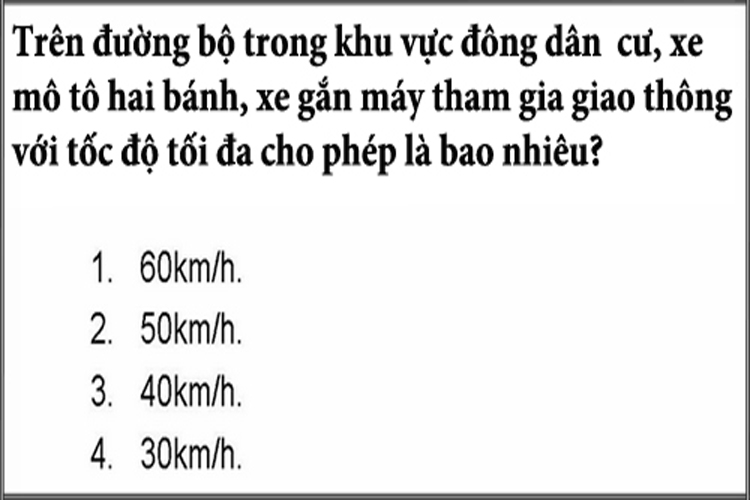 Trên đường bộ trong khu vực đông dân cư, xe
mô tô hai bánh, xe gắn máy tham gia giao thông
với tốc độ tối đa cho phép là bao nhiêu?
1. 60km/h.
2. 50km/h.
3. 40km/h.
4. 30km/h.